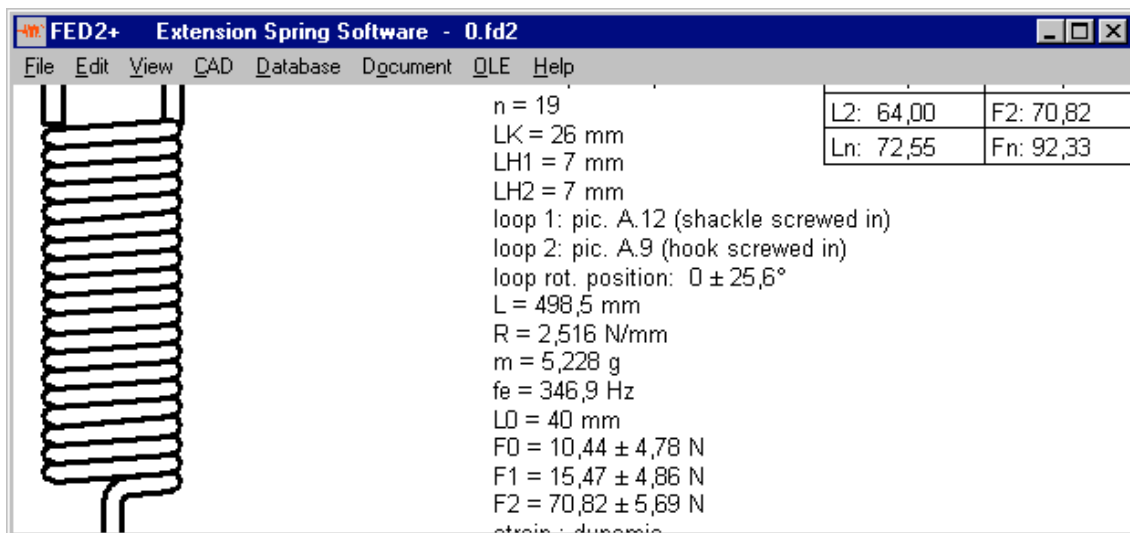 FED2+ Extension Spring Software - 0.fd2
File Edit View CAD Database Document OLE Help
n = 19
L2: 64,00 F2: 70,82
LK = 26 mm
Ln: 72,55 Fn: 92,33
LH1 = 7 mm
LH2 = 7 mm
loop 1: pic. A.12 (shackle screwed in)
loop 2: pic. A.9 (hook screwed in)
loop rot. position: 0 ± 25,6°
L = 498,5 mm
R = 2,516 N/mm
m = 5,228 g
fe = 346,9 Hz
L0 = 40 mm
F0 = 10,44 ± 4,78 N
F1 = 15,47 ± 4,86 N
F2 = 70,82 ± 5,69 N